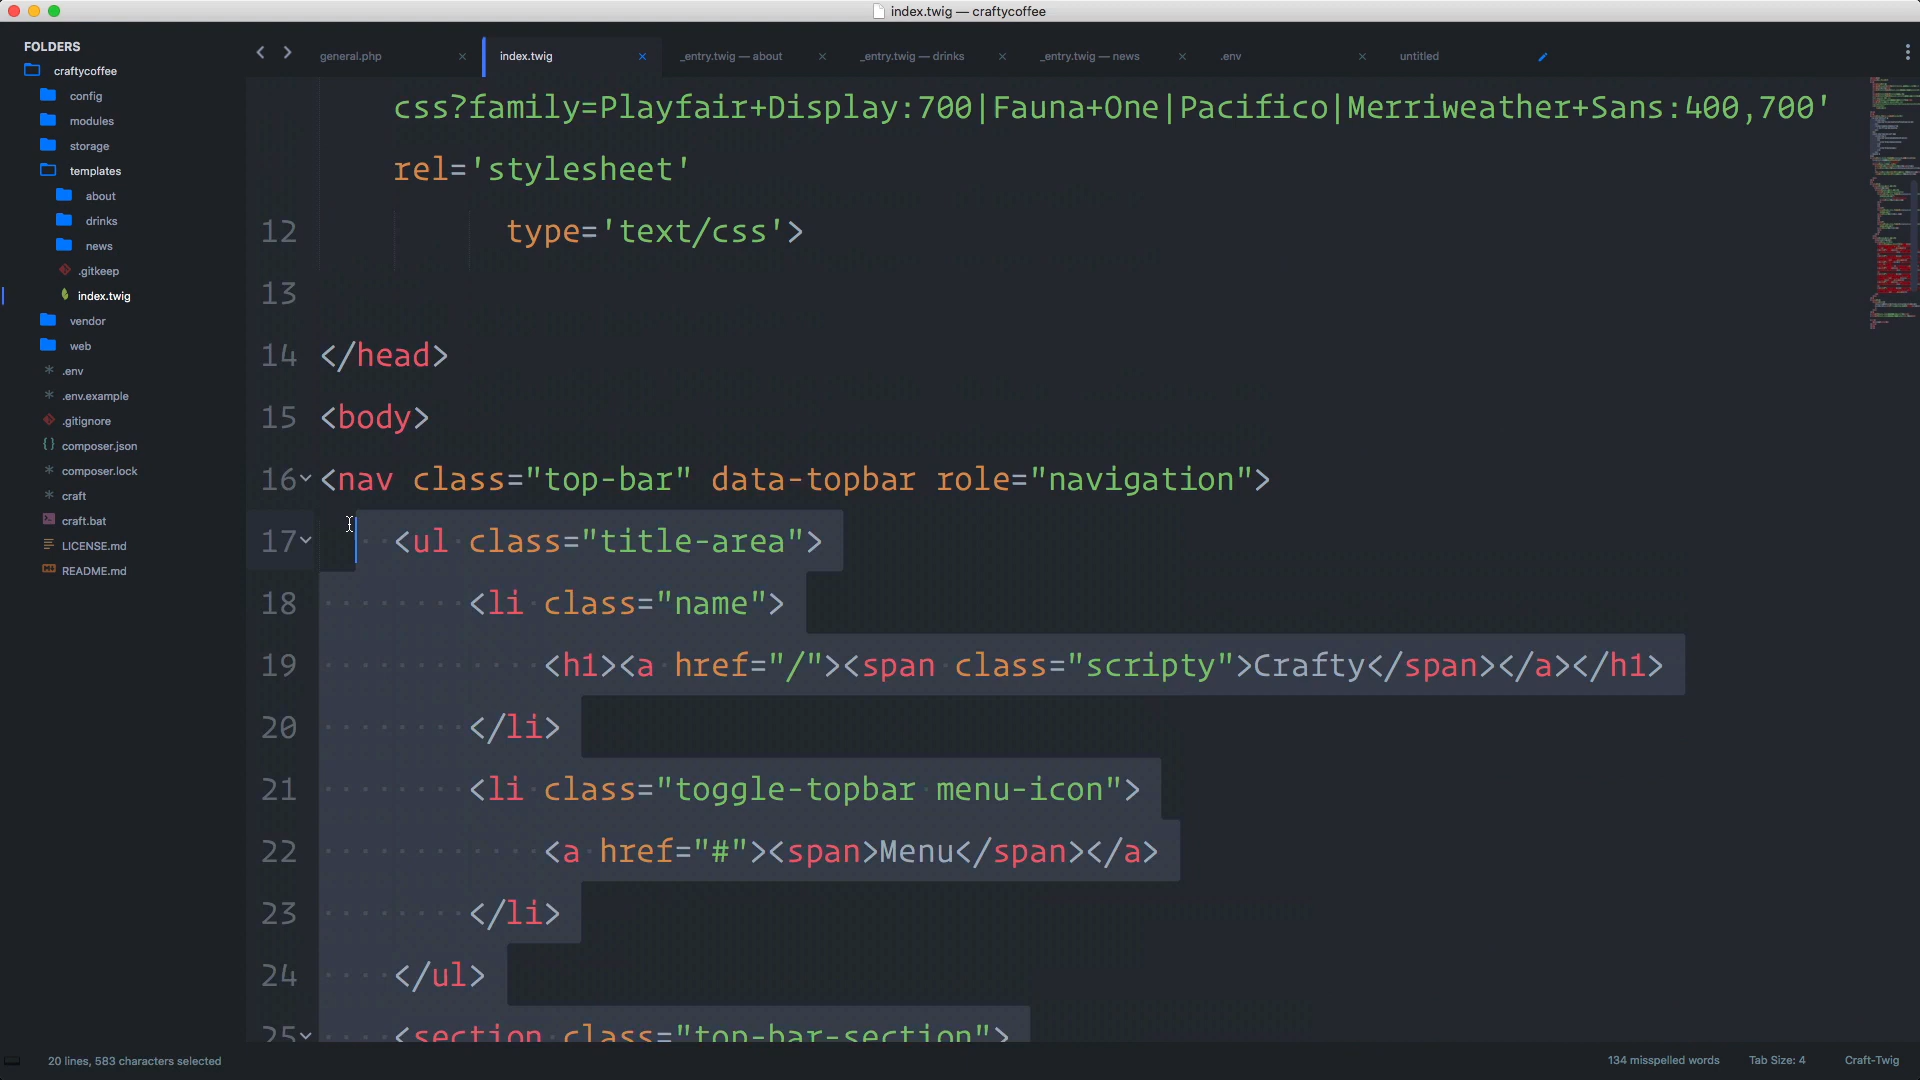 index.twig — craftycoffee
FOLDERS
craftycoffee
config
modules
storage
templates
about
drinks
news
.gitkeep
index.twig
vendor
web
.env
.env.example
.gitignore
composer.json
composer.lock
craft
craft.bat
LICENSE.md
README.md
general.php
index.twig
_entry.twig — about
_entry.twig — drinks
_entry.twig — news
.env
untitled
css?family=Playfair+Display:700|Fauna+One|Pacifico|Merriweather+Sans:400,700'
rel='stylesheet'
12 type='text/css'>
13
14 </head>
15 <body>
16 <nav class="top-bar" data-topbar role="navigation">
17 <ul class="title-area">
18 <li class="name">
19 <h1><a href="/"><span class="scripty">Crafty</span></a></h1>
20 </li>
21 <li class="toggle-topbar menu-icon">
22 <a href="#"><span>Menu</span></a>
23 </li>
24 </ul>
25 <section class="top-bar-section">
20 lines, 583 characters selected
134 misspelled words
Tab Size: 4
Craft-Twig